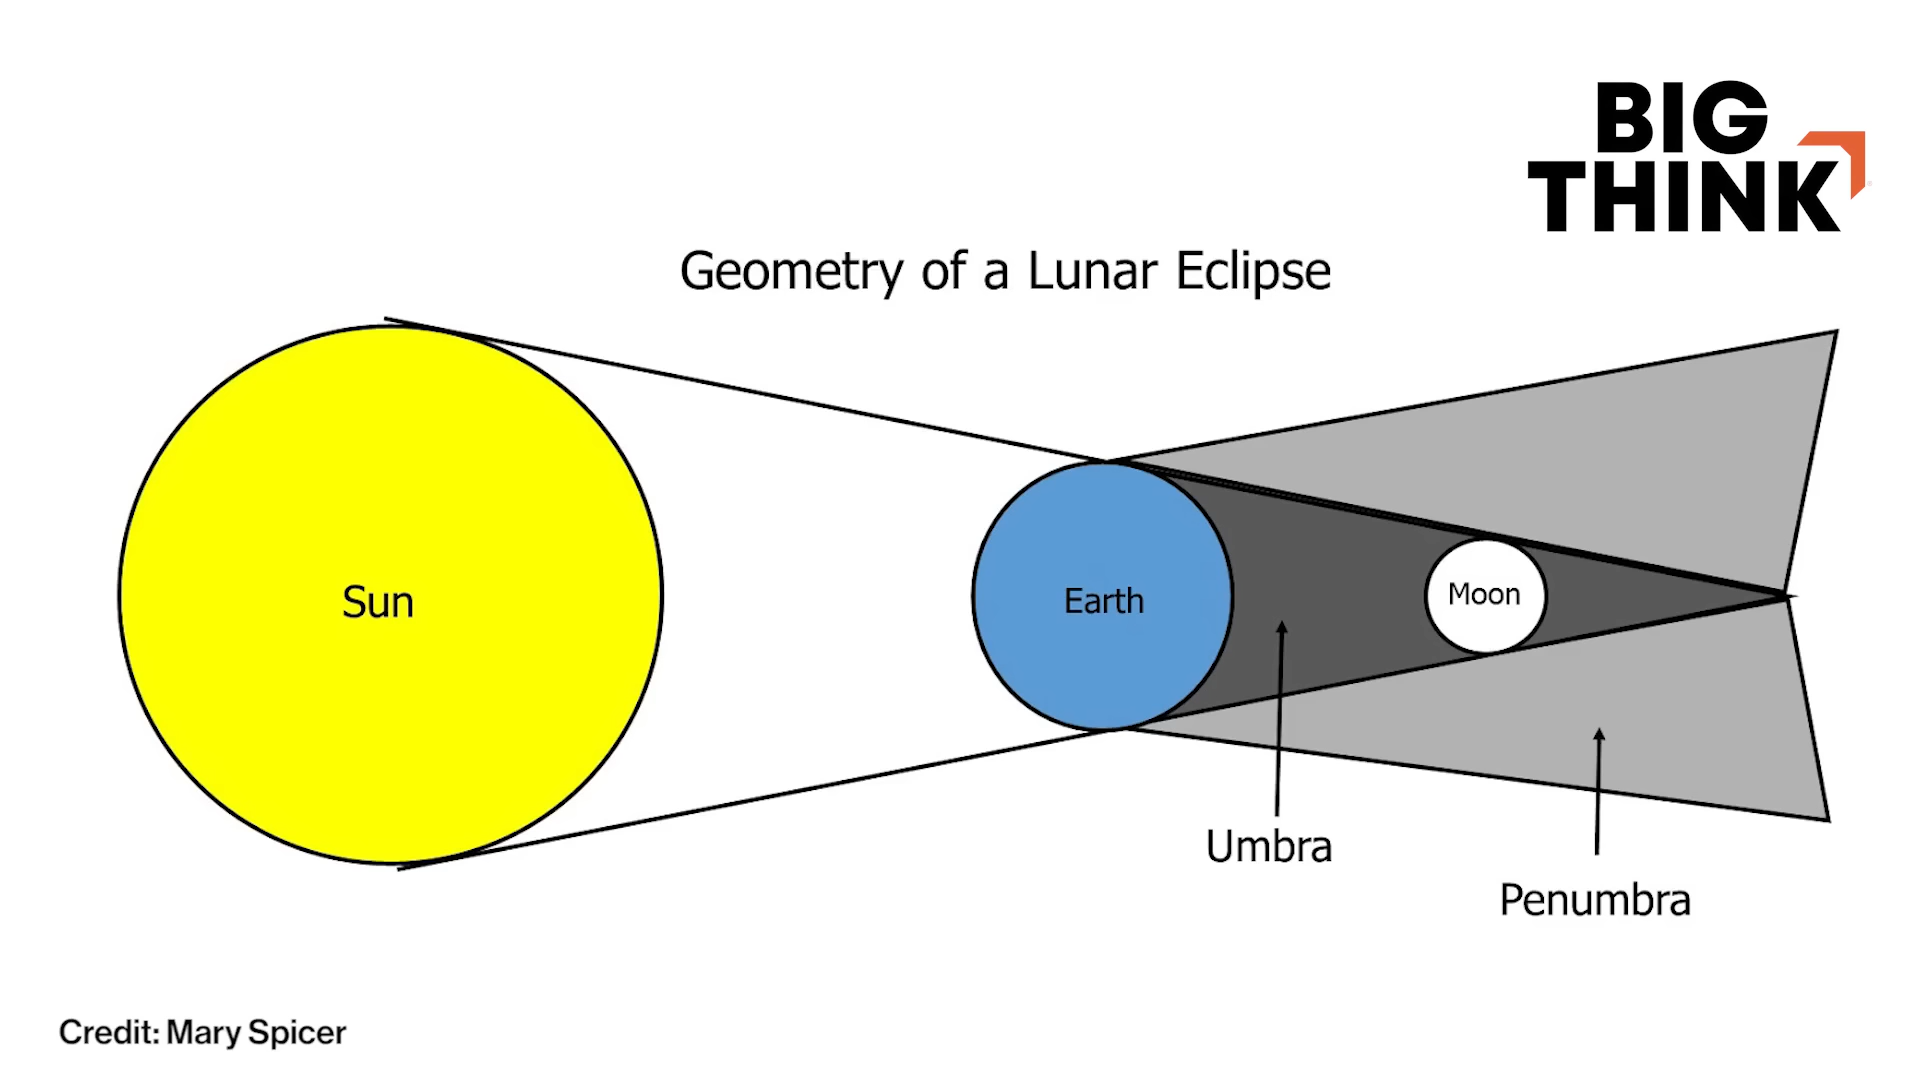 BIG
THINK
Geometry of a Lunar Eclipse
Sun
Earth
Moon
Umbra
Penumbra
Credit: Mary Spicer